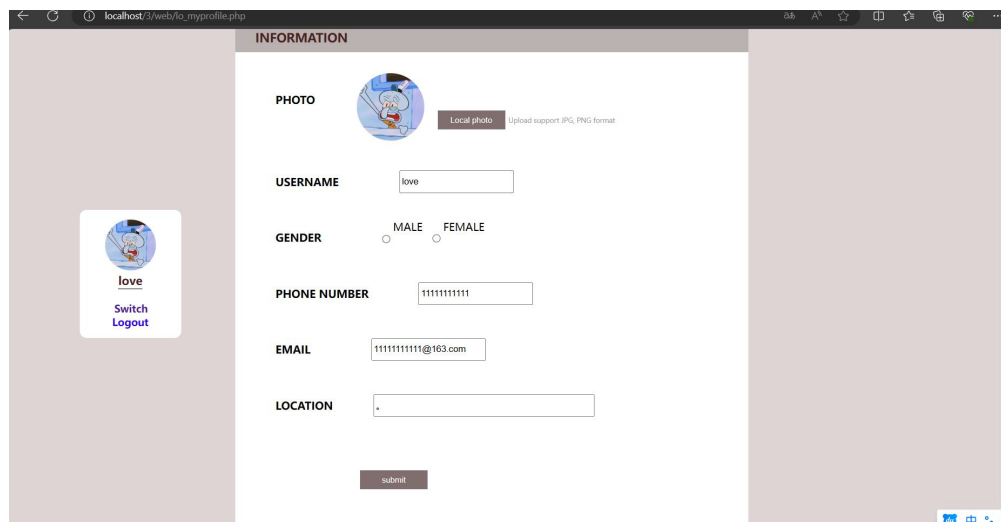 localhost/3/web/lo_myprofile.php
INFORMATION
PHOTO
Local photo Upload support JPG, PNG format
USERNAME love
MALE FEMALE
GENDER
love
PHONE NUMBER 11111111111
Switch
Logout
EMAIL 11111111111@163.com
LOCATION 。
submit
中